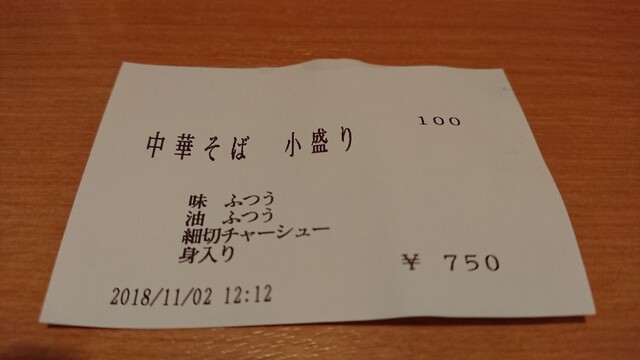 100
中華そば 小盛り
味 ふつう
油 ふつう
細切チャーシュー
身入り
¥ 750
2018/11/02 12:12